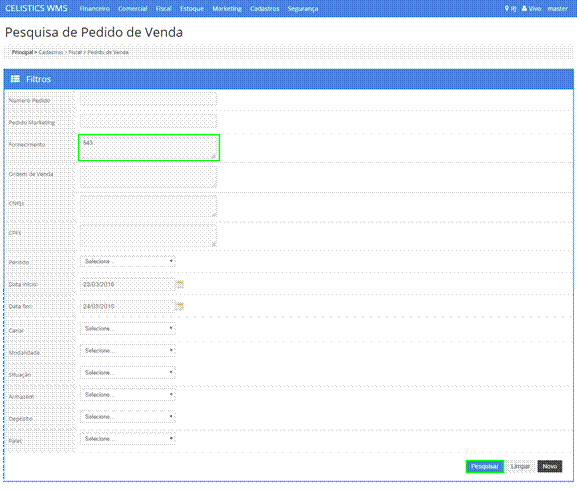 CELISTICS WMS Financeiro Comercial Fiscal Estoque Marketing Cadastros Segurança RJ Vivo master
Pesquisa de Pedido de Venda
Principal > Cadastros > Fiscal > Pedido de Venda
Filtros
Número Pedido
Pedido Marketing
Fornecimento 541
Ordem de Venda
CNPJs
CPFs
Período Selecione...
Data início: 23/03/2016
Data fim: 24/03/2016
Canal Selecione...
Modalidade Selecione...
Situação Selecione...
Armazem Selecione...
Depósito Selecione...
Palet Selecione...
Pesquisar Limpar Novo